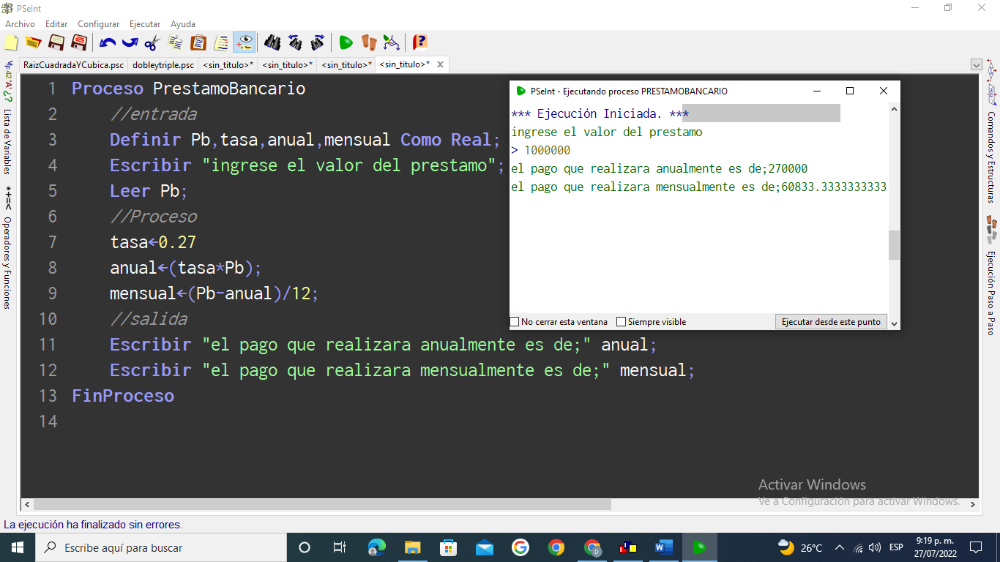 PSeInt
Archivo Editar Configurar Ejecutar Ayuda
RaizCuadradaYCubica.psc dobleytriple.psc <sin_titulo>* <sin_titulo>* <sin_titulo>* <sin_titulo>*
1 Proceso PrestamoBancario
2 //entrada
3 Definir Pb,tasa,anual,mensual Como Real;
4 Escribir "ingrese el valor del prestamo";
5 Leer Pb;
6 //Proceso
7 tasa←0.27
8 anual←(tasa*Pb);
9 mensual←(Pb-anual)/12;
10 //salida
11 Escribir "el pago que realizara anualmente es de;" anual;
12 Escribir "el pago que realizara mensualmente es de;" mensual;
13 FinProceso
14
PSeInt - Ejecutando proceso PRESTAMOBANCARIO
*** Ejecución Iniciada. ***
ingrese el valor del prestamo
> 1000000
el pago que realizara anualmente es de;270000
el pago que realizara mensualmente es de;60833.3333333333
No cerrar esta ventana Siempre visible Ejecutar desde este punto
42 'A' ¿?
Lista de Variables
*+=<
Operadores y Funciones
Hola
Comandos y Estructuras
Ejecución Paso a Paso
Activar Windows
Ve a Configuración para activar Windows.
La ejecución ha finalizado sin errores.
Escribe aquí para buscar
26°C ESP 9:19 p. m.
27/07/2022